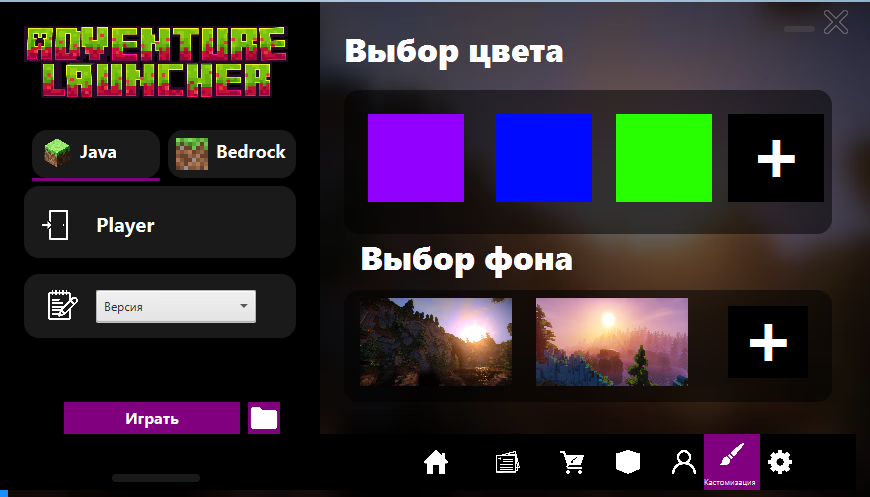 ADVENTURE
LAUNCHER
Java
Bedrock
Player
Версия
Играть
Выбор цвета
+
Выбор фона
+
Кастомизация